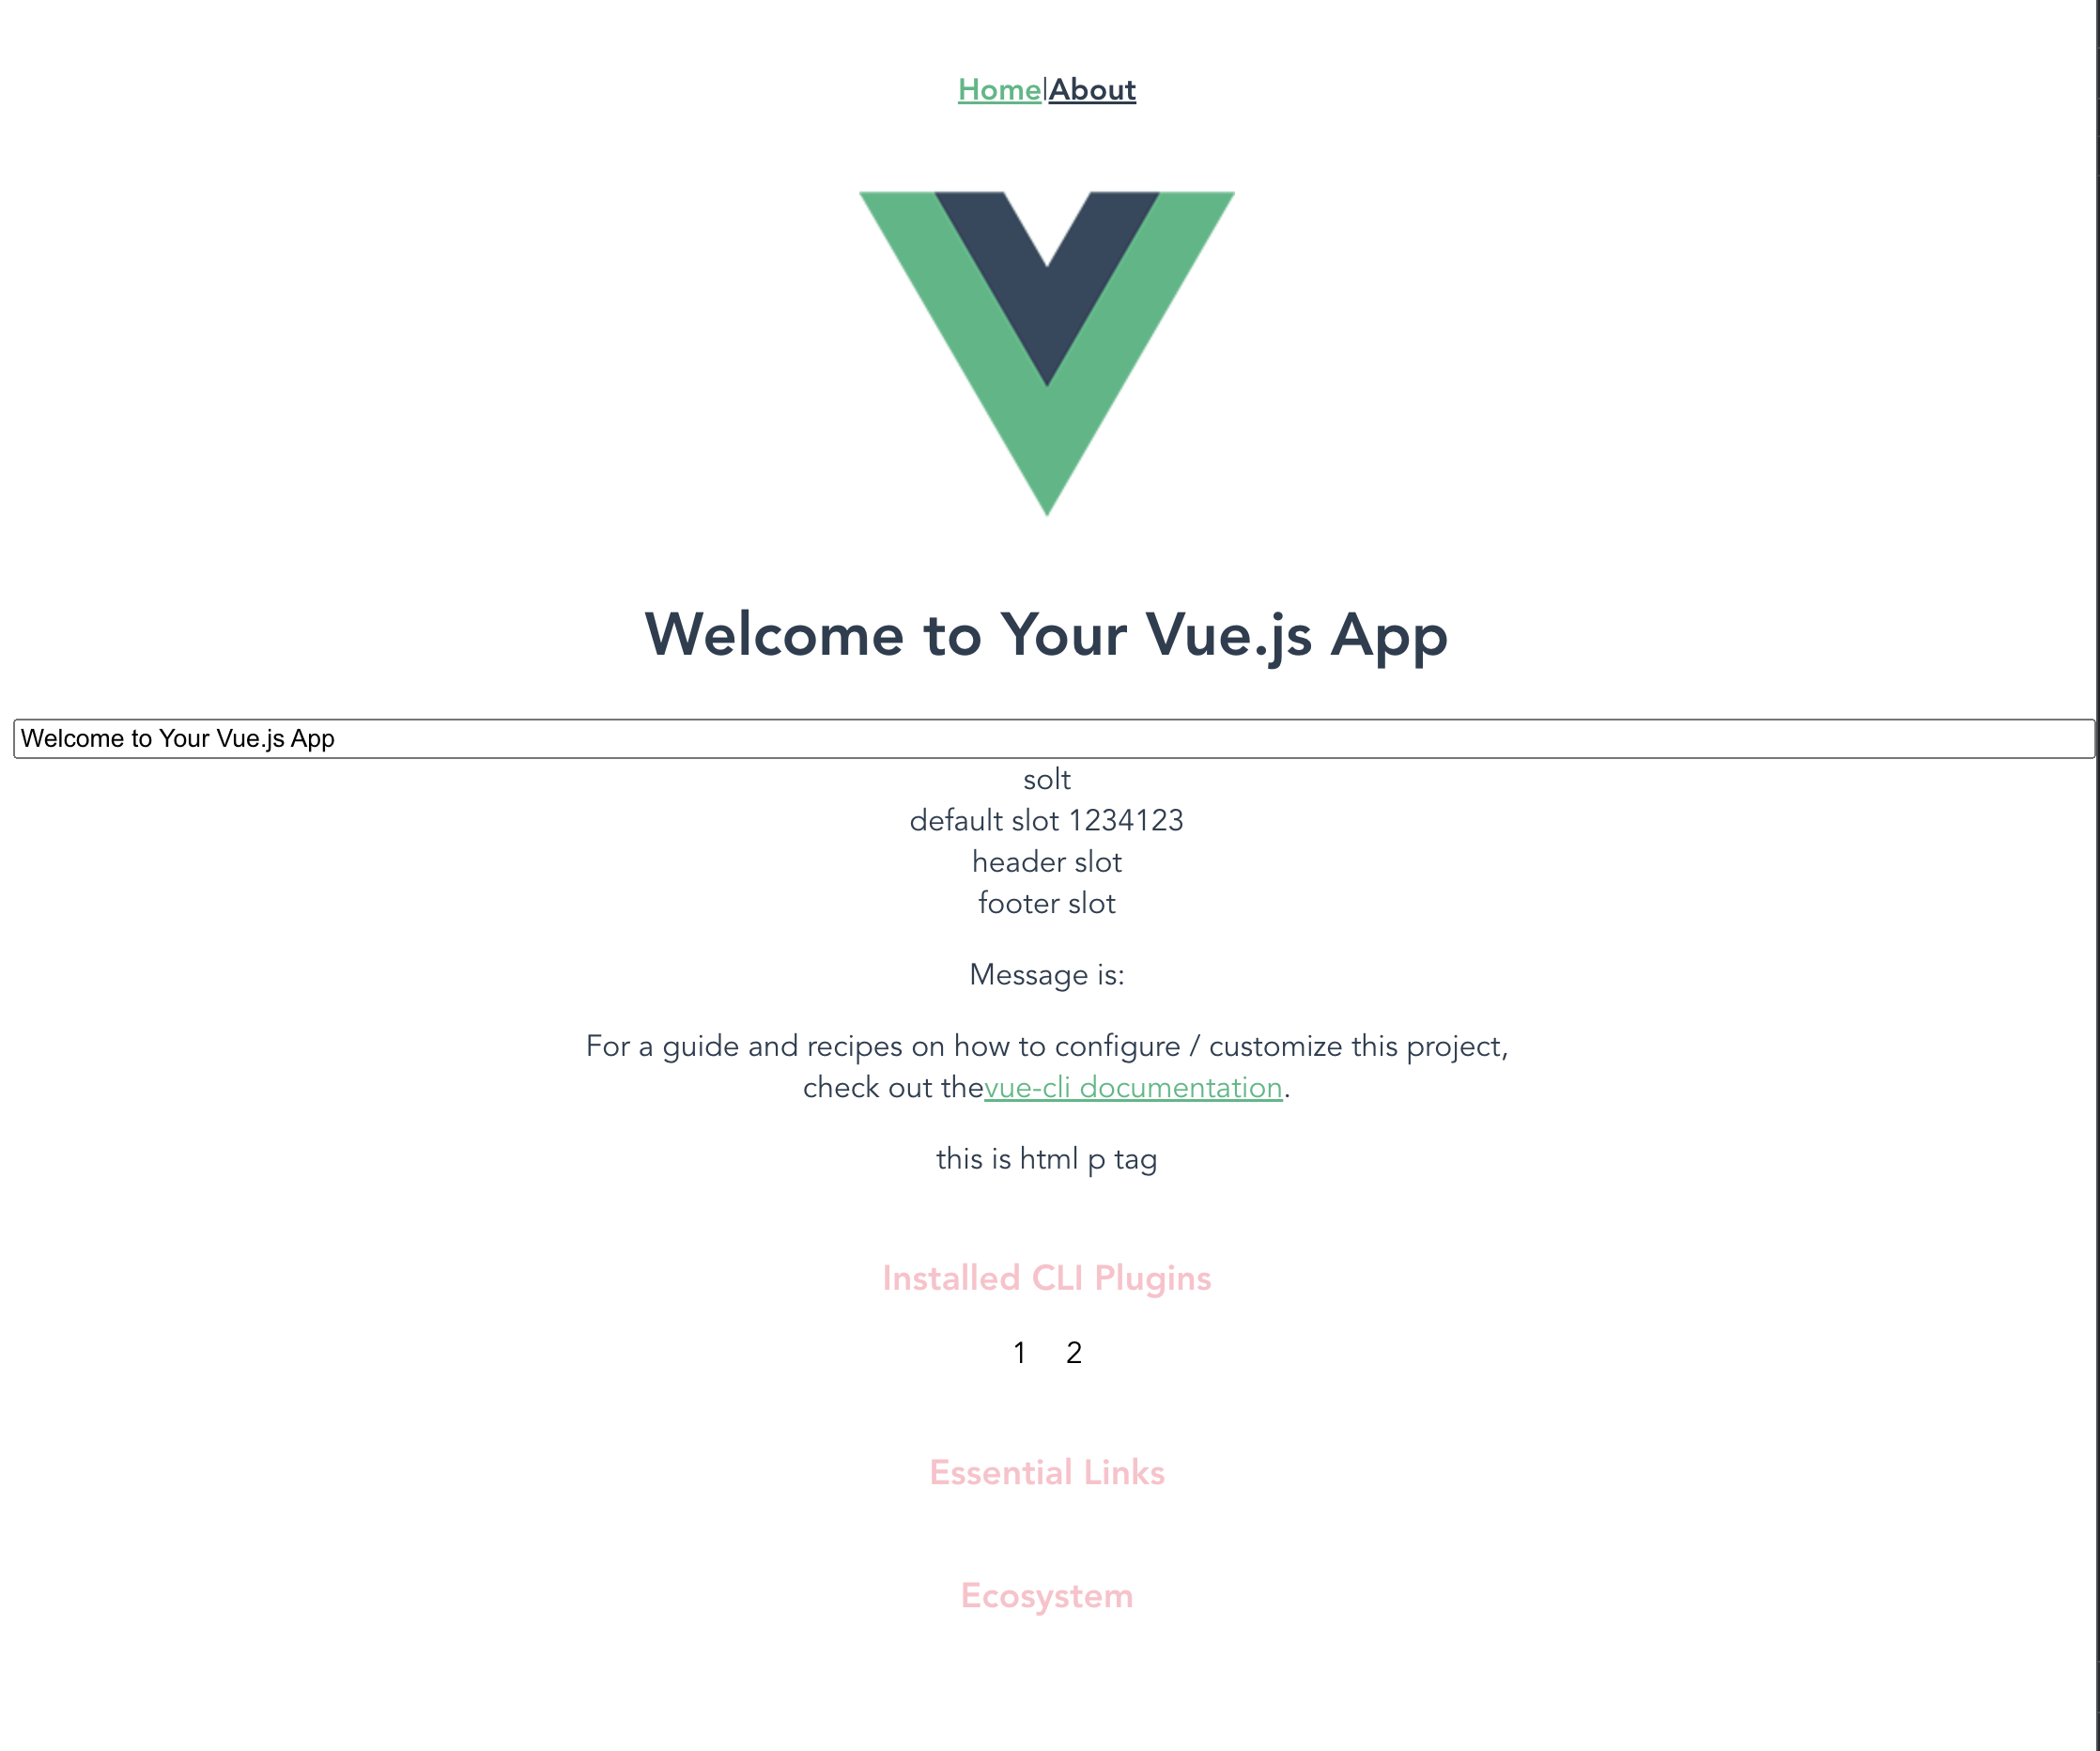 Home|About
Welcome to Your Vue.js App
Welcome to Your Vue.js App
solt
default slot 1234123
header slot
footer slot
Message is:
For a guide and recipes on how to configure / customize this project,
check out thevue-cli documentation.
this is html p tag
Installed CLI Plugins
1 2
Essential Links
Ecosystem